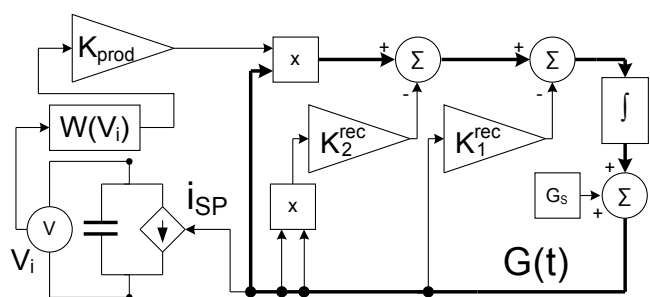 K_prod
x
+
Σ
+
Σ
-
-
W(V_i)
K_2^rec
K_1^rec
∫
i_SP
x
+
G_S
+
Σ
V
V_i
G(t)